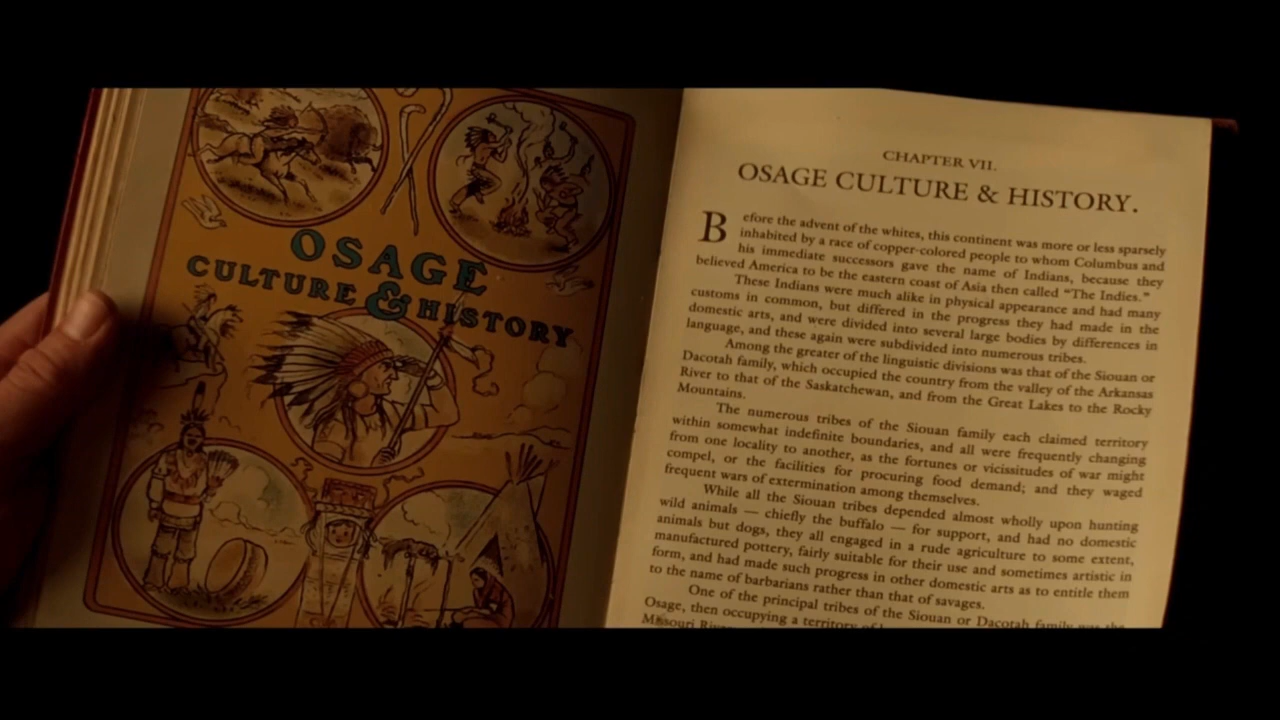 OSAGE
CULTURE & HISTORY
CHAPTER VII.
OSAGE CULTURE & HISTORY.
Before the advent of the whites, this continent was more or less sparsely
inhabited by a race of copper-colored people to whom Columbus and
his immediate successors gave the name of Indians, because they
believed America to be the eastern coast of Asia then called “The Indies.”
These Indians were much alike in physical appearance and had many
customs in common, but differed in the progress they had made in the
domestic arts, and were divided into several large bodies by differences in
language, and these again were subdivided into numerous tribes.
Among the greater of the linguistic divisions was that of the Siouan or
Dacotah family, which occupied the country from the valley of the Arkansas
River to that of the Saskatchewan, and from the Great Lakes to the Rocky
Mountains.
The numerous tribes of the Siouan family each claimed territory
within somewhat indefinite boundaries, and all were frequently changing
from one locality to another, as the fortunes or vicissitudes of war might
compel, or the facilities for procuring food demand; and they waged
frequent wars of extermination among themselves.
While all the Siouan tribes depended almost wholly upon hunting
wild animals — chiefly the buffalo — for support, and had no domestic
animals but dogs, they all engaged in a rude agriculture to some extent,
manufactured pottery, fairly suitable for their use and sometimes artistic in
form, and had made such progress in other domestic arts as to entitle them
to the name of barbarians rather than that of savages.
One of the principal tribes of the Siouan or Dacotah family was the
Osage, then occupying a territory of
Missouri River